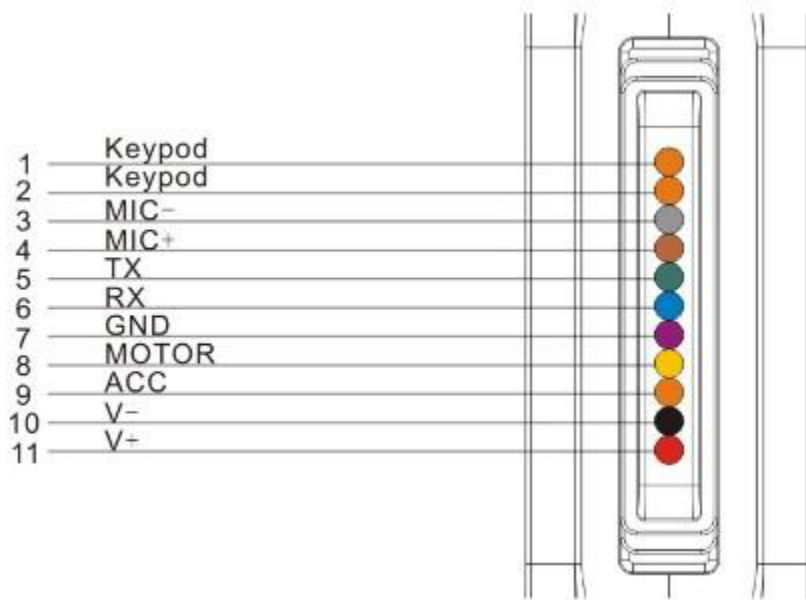 1 Keypod
2 Keypod
3 MIC-
4 MIC+
5 TX
6 RX
7 GND
8 MOTOR
9 ACC
10 V-
11 V+